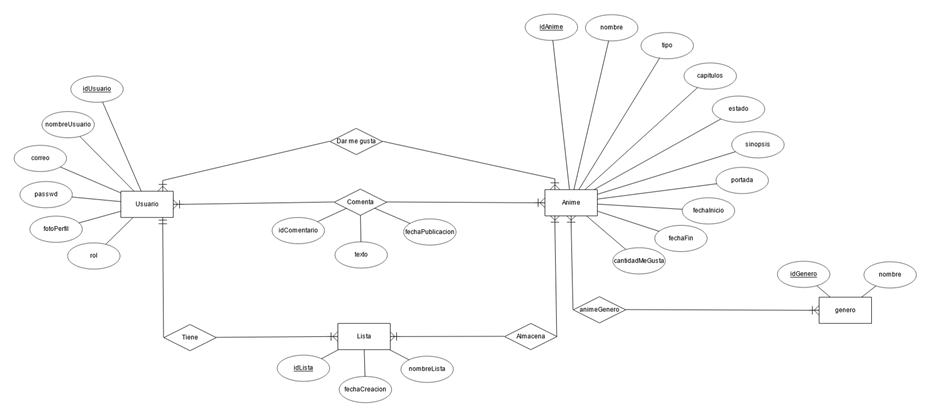 idAnime
nombre
tipo
capítulos
estado
sinopsis
portada
fechaInicio
fechaFin
cantidadMeGusta
idUsuario
nombreUsuario
correo
passwd
fotoPerfil
rol
Dar me gusta
Usuario
Comenta
Anime
idComentario
fechaPublicacion
texto
idGenero
nombre
animeGenero
genero
Tiene
Lista
Almacena
idLista
nombreLista
fechaCreacion